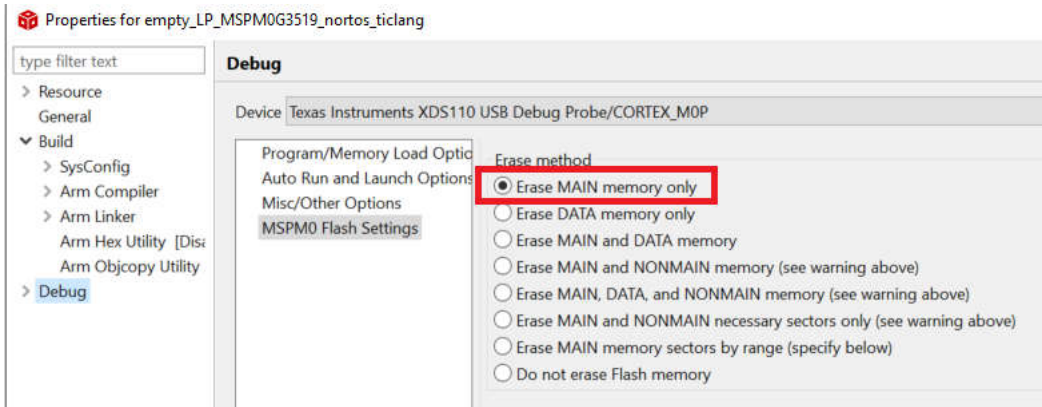 Properties for empty_LP_MSPM0G3519_nortos_ticlang
type filter text
Resource
General
Build
SysConfig
Arm Compiler
Arm Linker
Arm Hex Utility [Disa
Arm Objcopy Utility
Debug
Debug
Device Texas Instruments XDS110 USB Debug Probe/CORTEX_M0P
Program/Memory Load Optio
Auto Run and Launch Options
Misc/Other Options
MSPM0 Flash Settings
Erase method
Erase MAIN memory only
Erase DATA memory only
Erase MAIN and DATA memory
Erase MAIN and NONMAIN memory (see warning above)
Erase MAIN, DATA, and NONMAIN memory (see warning above)
Erase MAIN and NONMAIN necessary sectors only (see warning above)
Erase MAIN memory sectors by range (specify below)
Do not erase Flash memory